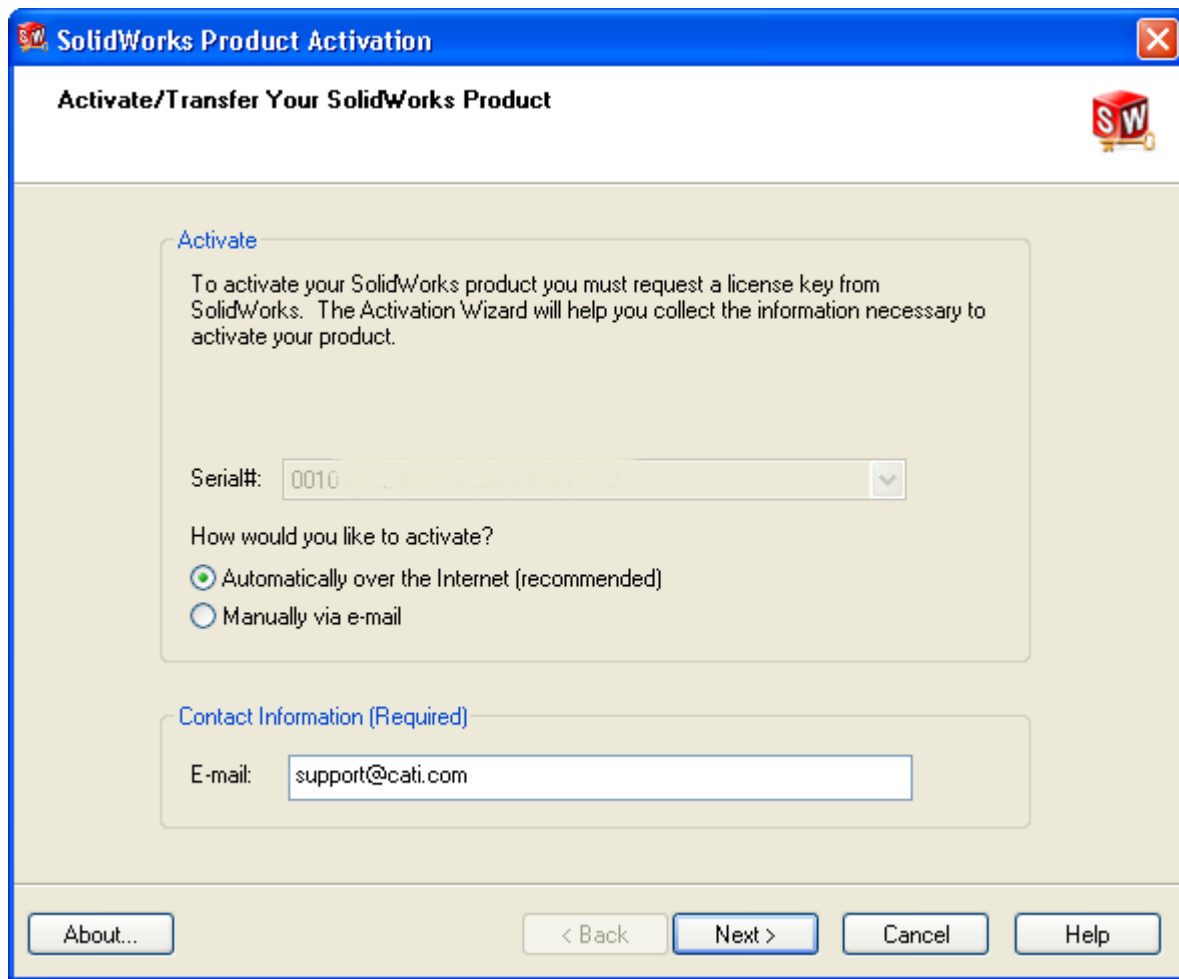 SolidWorks Product Activation
Activate/Transfer Your SolidWorks Product
SW
Activate
To activate your SolidWorks product you must request a license key from
SolidWorks. The Activation Wizard will help you collect the information necessary to
activate your product.
Serial#: 0010
How would you like to activate?
Automatically over the Internet (recommended)
Manually via e-mail
Contact Information (Required)
E-mail: support@cati.com
About... < Back Next > Cancel Help